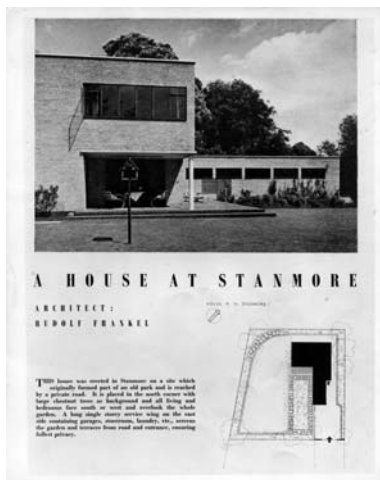 A HOUSE AT STANMORE
ARCHITECT:
RUDOLF FRANKEL
THIS house was erected in Stanmore on a site which
originally formed part of an old park and is reached
by a private road. It is placed in the north corner with
large chestnut trees as background and all living and
bedrooms face south or west and overlook the whole
garden. A long single storey service wing on the east
side containing garages, storeroom, laundry, etc., screens
the garden and terraces from road and entrance, ensuring
fullest privacy.